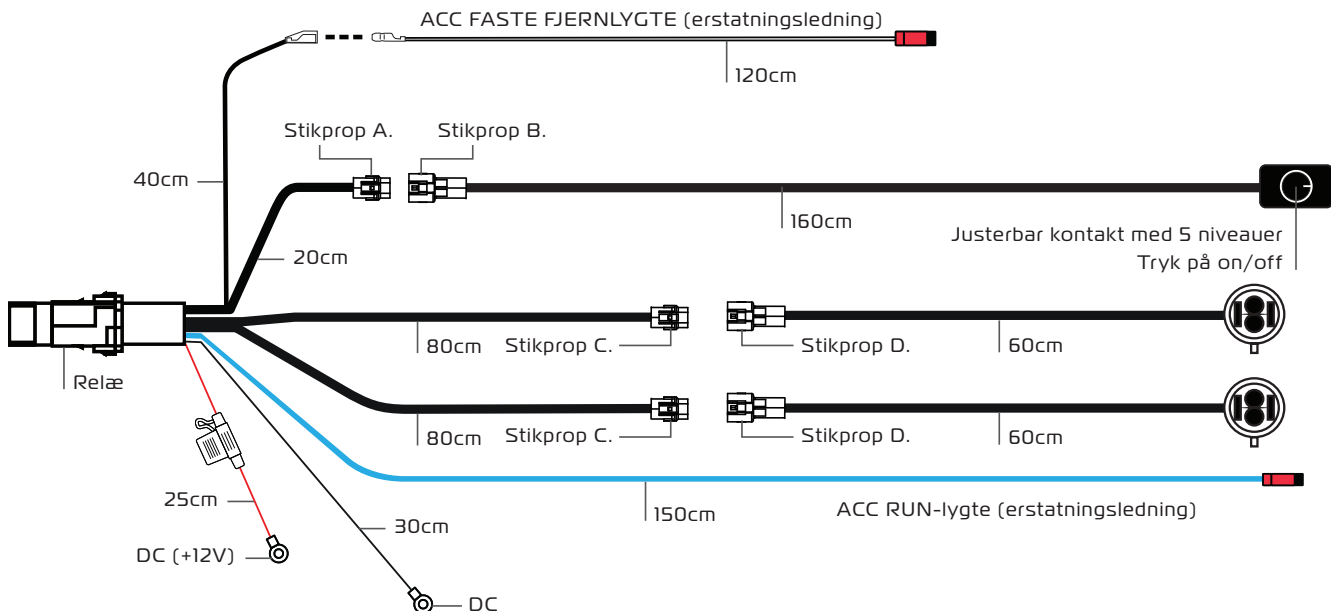 ACC FASTE FJERNLYGTE (erstatningsledning)
120cm
Stikprop A.
Stikprop B.
40cm
160cm
Justerbar kontakt med 5 niveauer
Tryk på on/off
20cm
80cm
Stikprop C.
Stikprop D.
60cm
Relæ
80cm
Stikprop C.
Stikprop D.
60cm
25cm
150cm
ACC RUN-lygte (erstatningsledning)
30cm
DC (+12V)
DC